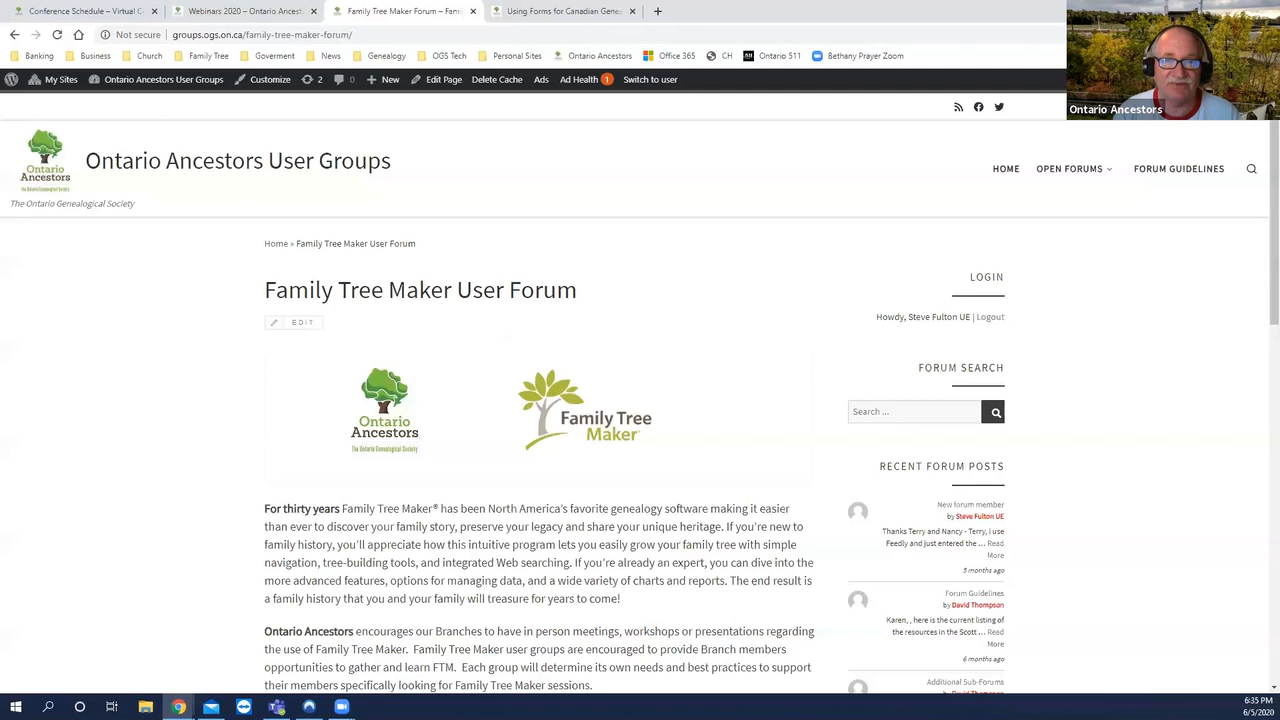 Conference Schedule – Virtual C
Webinars 2020 – Ontario Ancesto
Family Tree Maker Forum – Fami
Using Forms for Canadian Genea
Not secure
groups.ogs.on.ca/family-tree-maker-forum/
Banking
Business
Church
Family Tree
Goverment
News
Genealogy
OGS Tech
Personal Sites
Ontario Ancestors
Office 365
CH
Ontario 511
Bethany Prayer Zoom
My Sites
Ontario Ancestors User Groups
Customize
2
0
New
Edit Page
Delete Cache
Ads
Ad Health 1
Switch to user
Ontario Ancestors
Ontario Ancestors
The Ontario Genealogical Society
Ontario Ancestors User Groups
HOME
OPEN FORUMS
FORUM GUIDELINES
The Ontario Genealogical Society
Home » Family Tree Maker User Forum
Family Tree Maker User Forum
EDIT
Ontario
Ancestors
The Ontario Genealogical Society
Family Tree
Maker
For thirty years Family Tree Maker® has been North America's favorite genealogy software making it easier
than ever to discover your family story, preserve your legacy and share your unique heritage. If you're new to
family history, you'll appreciate how this intuitive program lets you easily grow your family tree with simple
navigation, tree-building tools, and integrated Web searching. If you're already an expert, you can dive into the
more advanced features, options for managing data, and a wide variety of charts and reports. The end result is
a family history that you and your family will treasure for years to come!
Ontario Ancestors encourages our Branches to have in person meetings, workshops or presentations regarding
the use of Family Tree Maker. Family Tree Maker user groups are encouraged to provide Branch members
opportunities to gather and learn FTM. Each group will determine its own needs and best practices to support
their members specifically looking for Family Tree Maker sessions.
LOGIN
Howdy, Steve Fulton UE | Logout
FORUM SEARCH
Search ...
RECENT FORUM POSTS
New forum member
by Steve Fulton UE
Thanks Terry and Nancy - Terry, i use
Feedly and just entered the ... Read
More
5 months ago
Forum Guidelines
by David Thompson
Karen, , here is the current listing of
the resources in the Scott ... Read
More
6 months ago
Additional Sub-Forums
by David Thompson
6:35 PM
6/5/2020